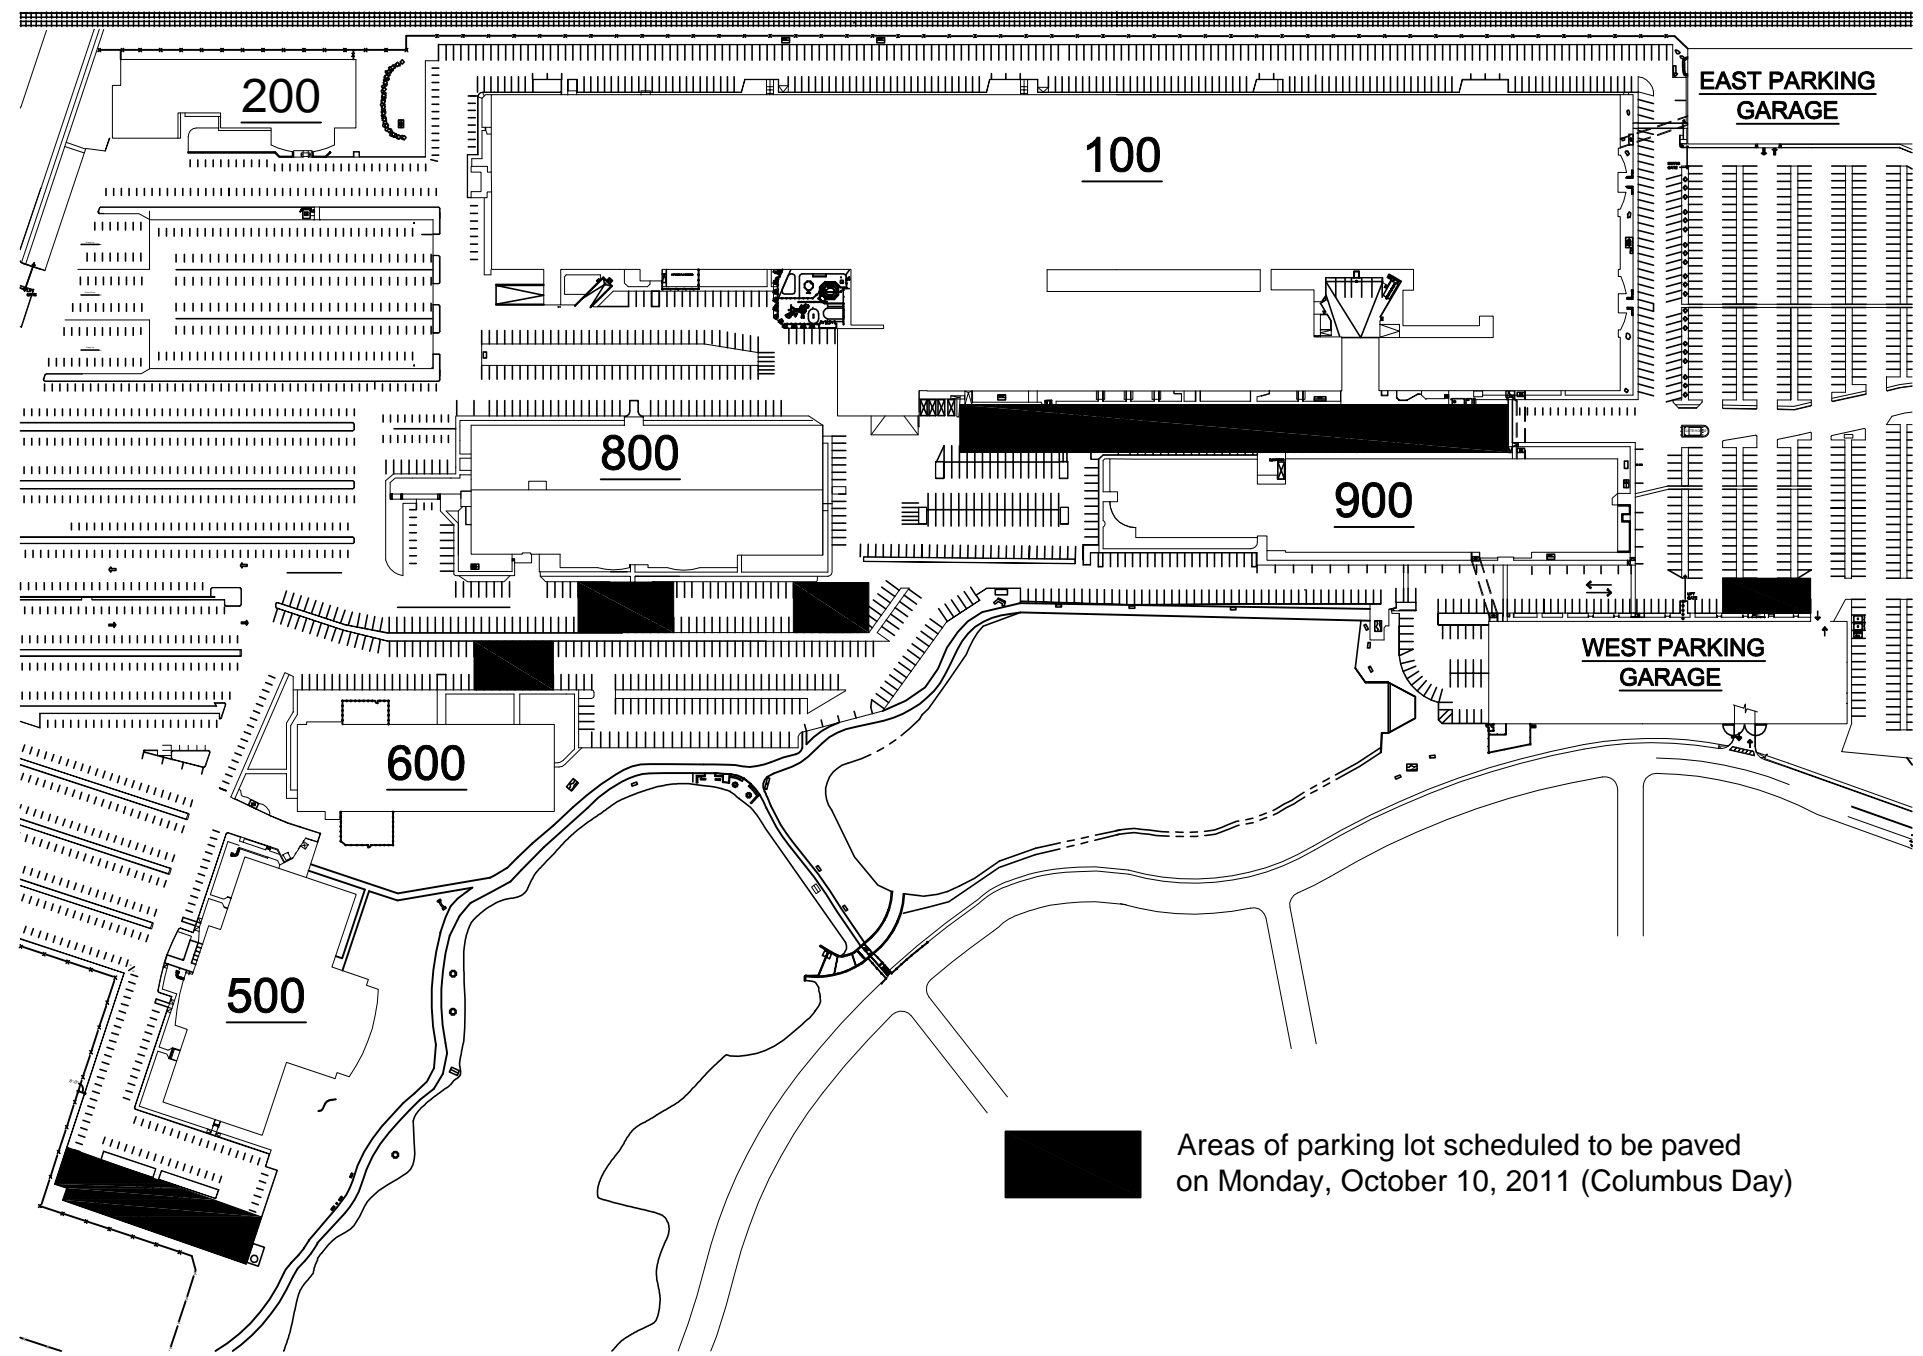 200
100
EAST PARKING
GARAGE
800
900
WEST PARKING
GARAGE
600
500
Areas of parking lot scheduled to be paved
on Monday, October 10, 2011 (Columbus Day)